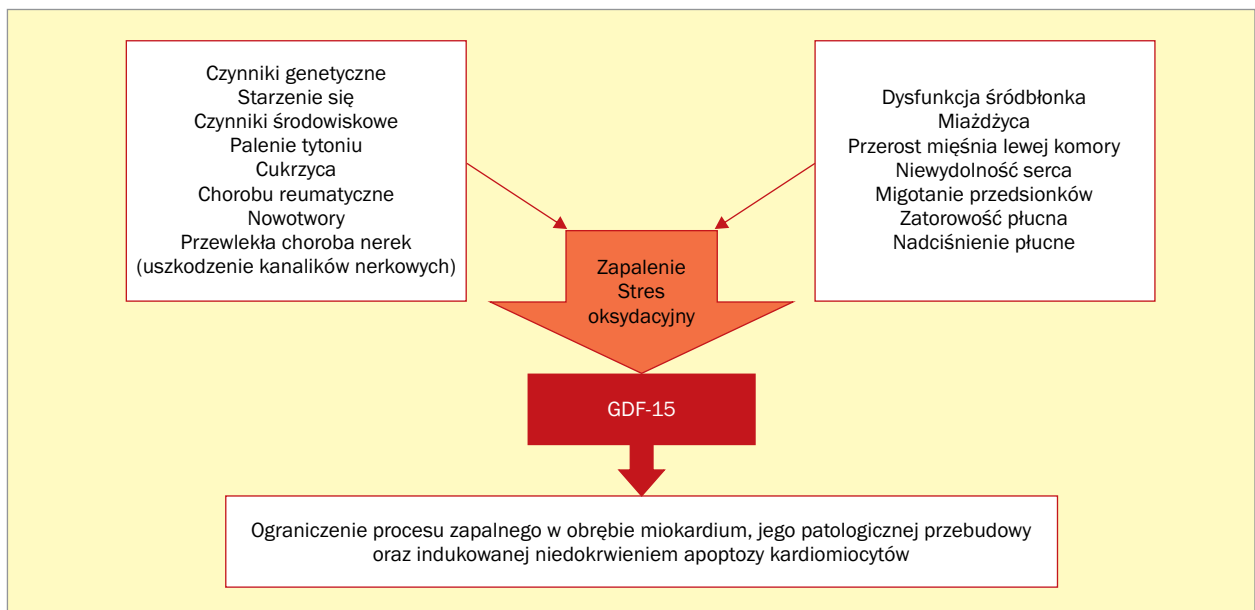 Czynniki genetyczne
Starzenie się
Czynniki środowiskowe
Palenie tytoniu
Cukrzyca
Chorobu reumatyczne
Nowotwory
Przewlekła choroba nerek
(uszkodzenie kanalików nerkowych)
Dysfunkcja śródbłonka
Miażdżyca
Przerost mięśnia lewej komory
Niewydolność serca
Migotanie przedsionków
Zatorowość płucna
Nadciśnienie płucne
Zapalenie
Stres
oksydacyjny
GDF-15
Ograniczenie procesu zapalnego w obrębie miokardium, jego patologicznej przebudowy
oraz indukowanej niedokrwieniem apoptozy kardiomiocytów